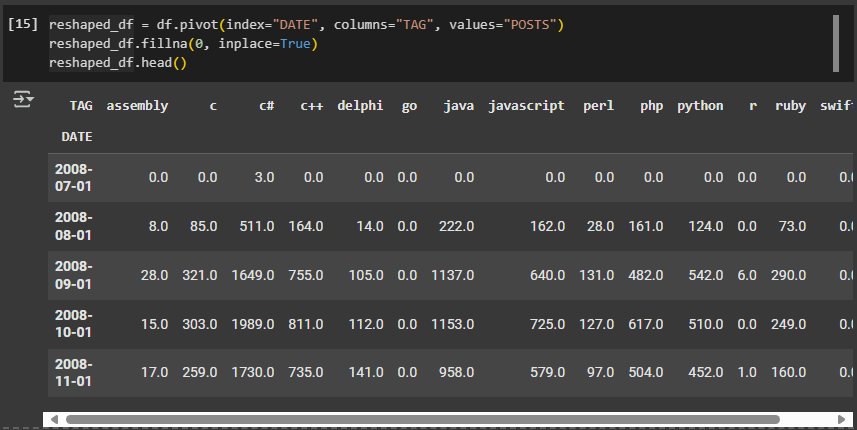 [15] reshaped_df = df.pivot(index="DATE", columns="TAG", values="POSTS")
reshaped_df.fillna(0, inplace=True)
reshaped_df.head()
TAG assembly c c# c++ delphi go java javascript perl php python r ruby swif
DATE
2008-07-01 0.0 0.0 3.0 0.0 0.0 0.0 0.0 0.0 0.0 0.0 0.0 0.0 0.0 0.
2008-08-01 8.0 85.0 511.0 164.0 14.0 0.0 222.0 162.0 28.0 161.0 124.0 0.0 73.0 0.
2008-09-01 28.0 321.0 1649.0 755.0 105.0 0.0 1137.0 640.0 131.0 482.0 542.0 6.0 290.0 0.
2008-10-01 15.0 303.0 1989.0 811.0 112.0 0.0 1153.0 725.0 127.0 617.0 510.0 0.0 249.0 0.
2008-11-01 17.0 259.0 1730.0 735.0 141.0 0.0 958.0 579.0 97.0 504.0 452.0 1.0 160.0 0.